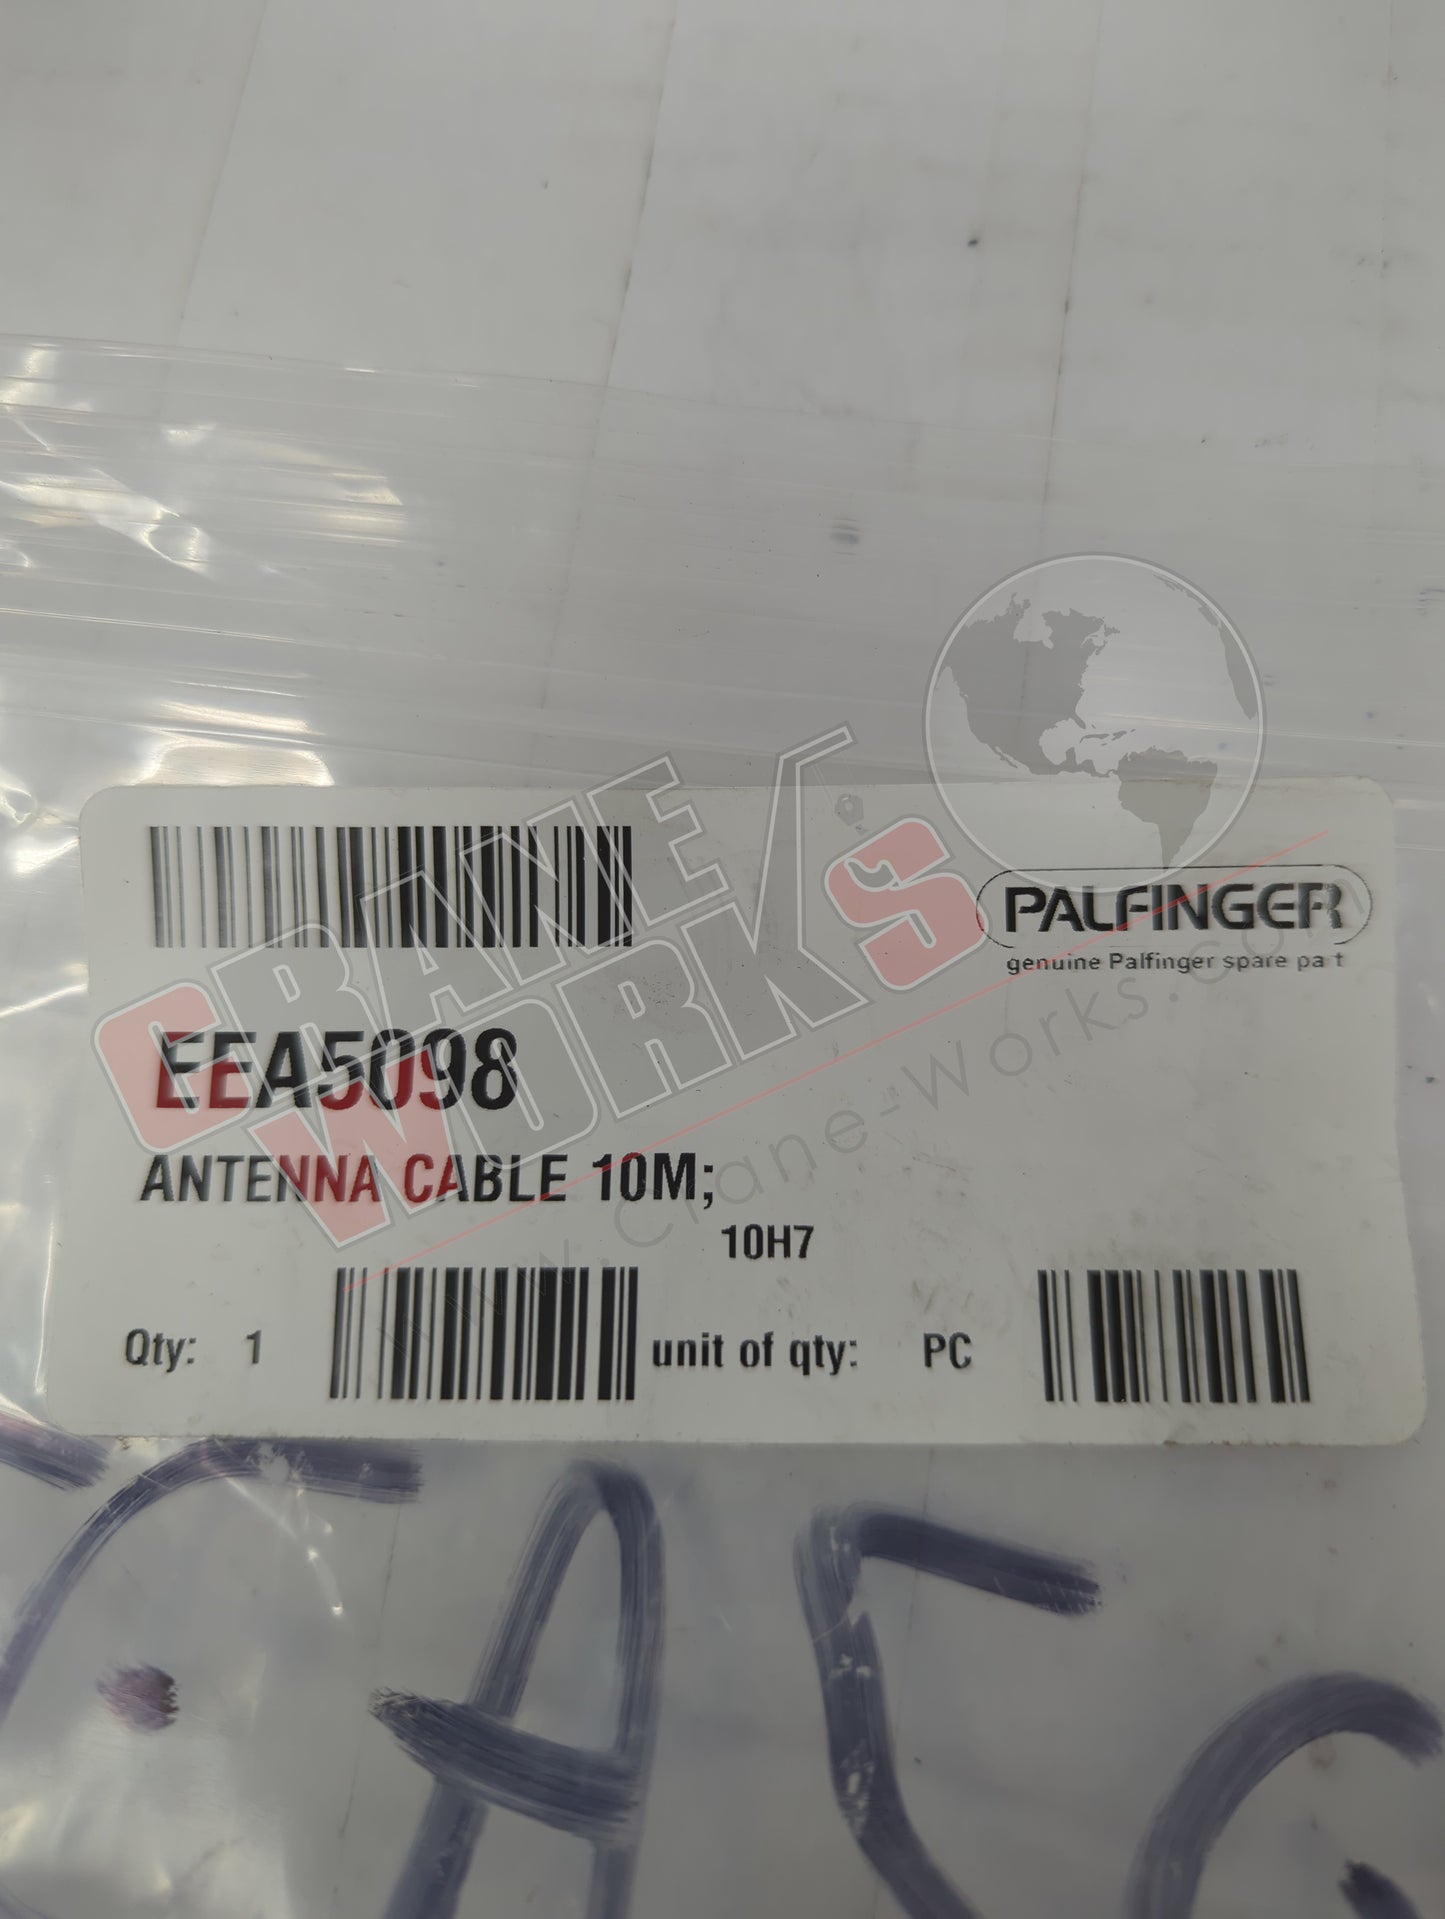 PALFINGER
genuine Palfinger spare part
EEA5098
ANTENNA CABLE 10M;
10H7
Qty: 1 unit of qty: PC
CRANE
WORKS
www.Crane-Works.com
EA5